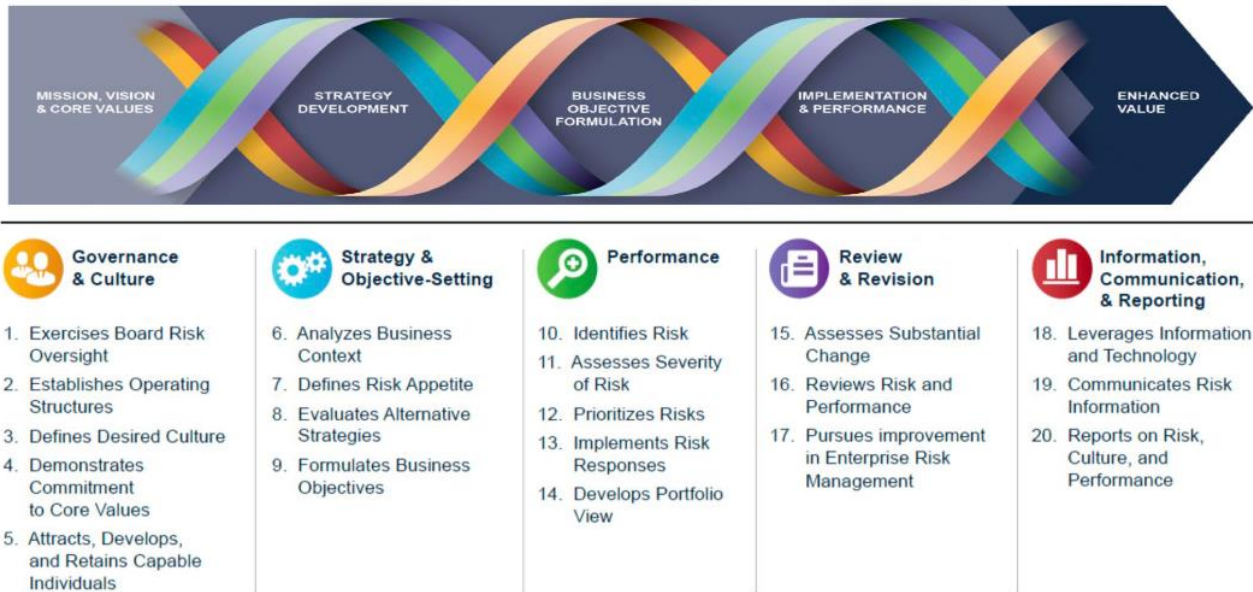 MISSION, VISION
& CORE VALUES
STRATEGY
DEVELOPMENT
BUSINESS
OBJECTIVE
FORMULATION
IMPLEMENTATION
& PERFORMANCE
ENHANCED
VALUE
Governance
& Culture
1. Exercises Board Risk
Oversight
2. Establishes Operating
Structures
3. Defines Desired Culture
4. Demonstrates
Commitment
to Core Values
5. Attracts, Develops,
and Retains Capable
Individuals
Strategy &
Objective-Setting
6. Analyzes Business
Context
7. Defines Risk Appetite
8. Evaluates Alternative
Strategies
9. Formulates Business
Objectives
Performance
10. Identifies Risk
11. Assesses Severity
of Risk
12. Prioritizes Risks
13. Implements Risk
Responses
14. Develops Portfolio
View
Review
& Revision
15. Assesses Substantial
Change
16. Reviews Risk and
Performance
17. Pursues improvement
in Enterprise Risk
Management
Information,
Communication,
& Reporting
18. Leverages Information
and Technology
19. Communicates Risk
Information
20. Reports on Risk,
Culture, and
Performance